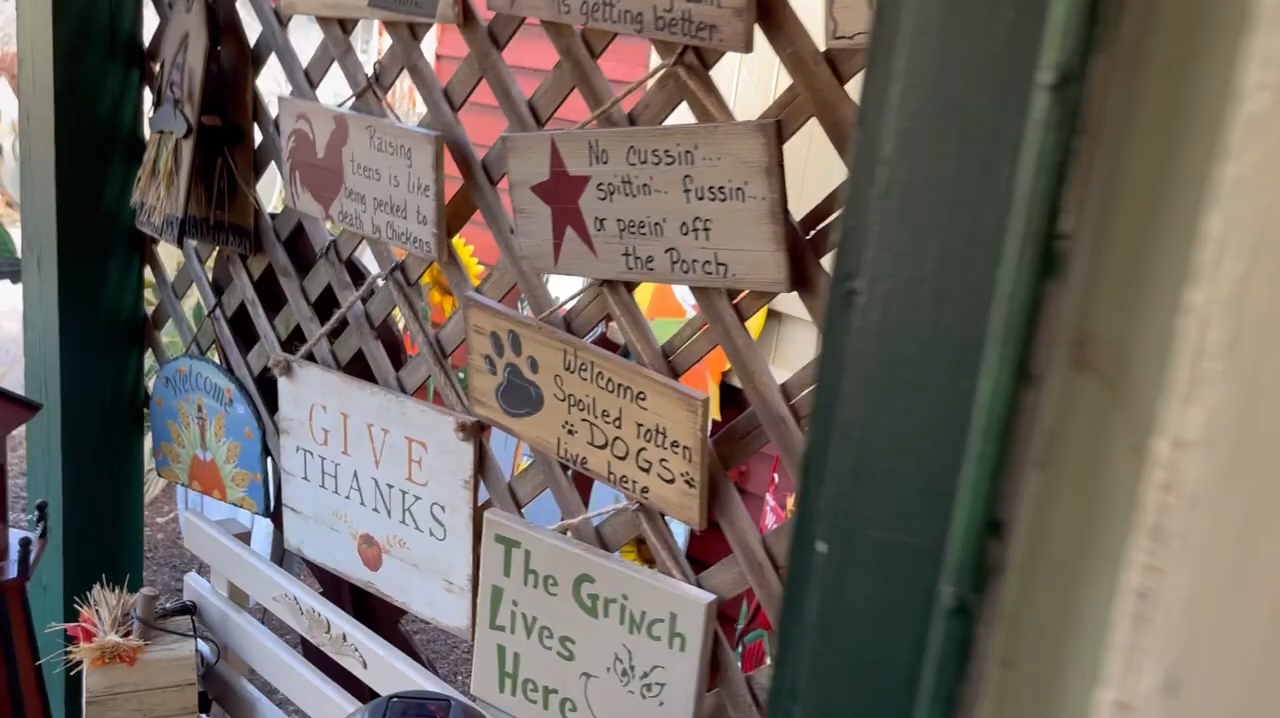 is getting better.
Raising
teens is like
being pecked to
death by Chickens
No cussin'...
spittin'... fussin'...
or peein' off
the Porch.
Welcome
Spoiled rotten
DOGS
live here
Welcome
GIVE
THANKS
The Grinch
Lives
Here